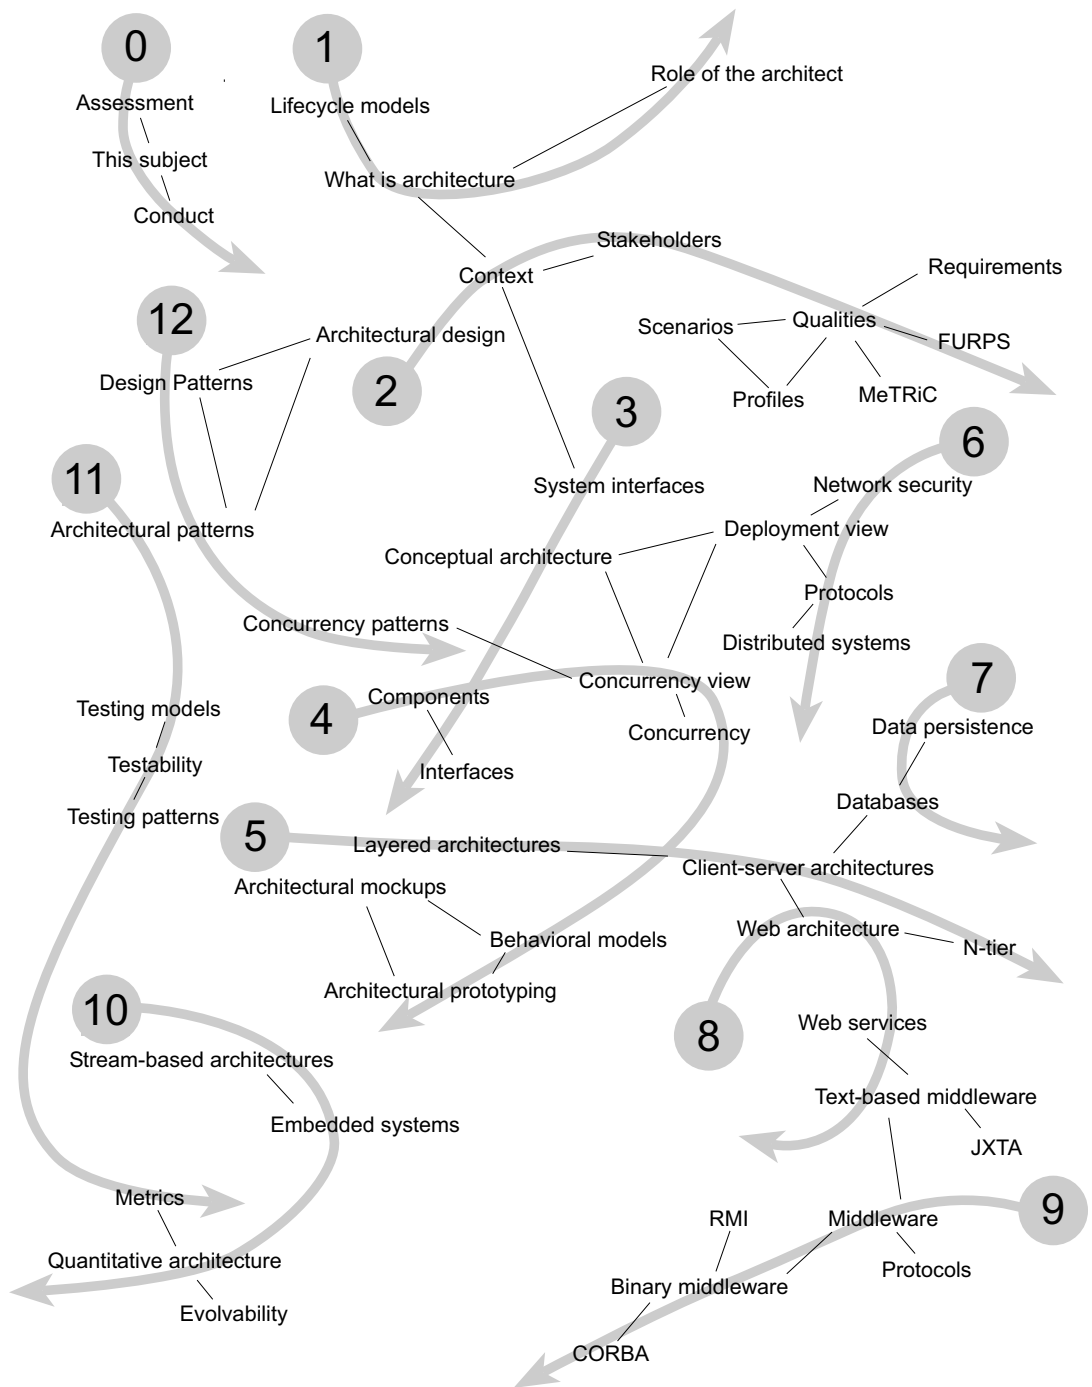 0
1
Role of the architect
Assessment
Lifecycle models
This subject
What is architecture
Conduct
Stakeholders
Context
Requirements
12
Architectural design
Scenarios
Qualities
FURPS
Design Patterns
2
Profiles
MeTRiC
3
6
11
System interfaces
Network security
Architectural patterns
Deployment view
Conceptual architecture
Protocols
Concurrency patterns
Distributed systems
Concurrency view
7
4
Components
Testing models
Concurrency
Data persistence
Testability
Interfaces
Databases
Testing patterns
5
Layered architectures
Client-server architectures
Architectural mockups
Web architecture
Behavioral models
N-tier
Architectural prototyping
10
8
Web services
Stream-based architectures
Text-based middleware
Embedded systems
JXTA
Metrics
RMI
Middleware
9
Quantitative architecture
Protocols
Binary middleware
Evolvability
CORBA